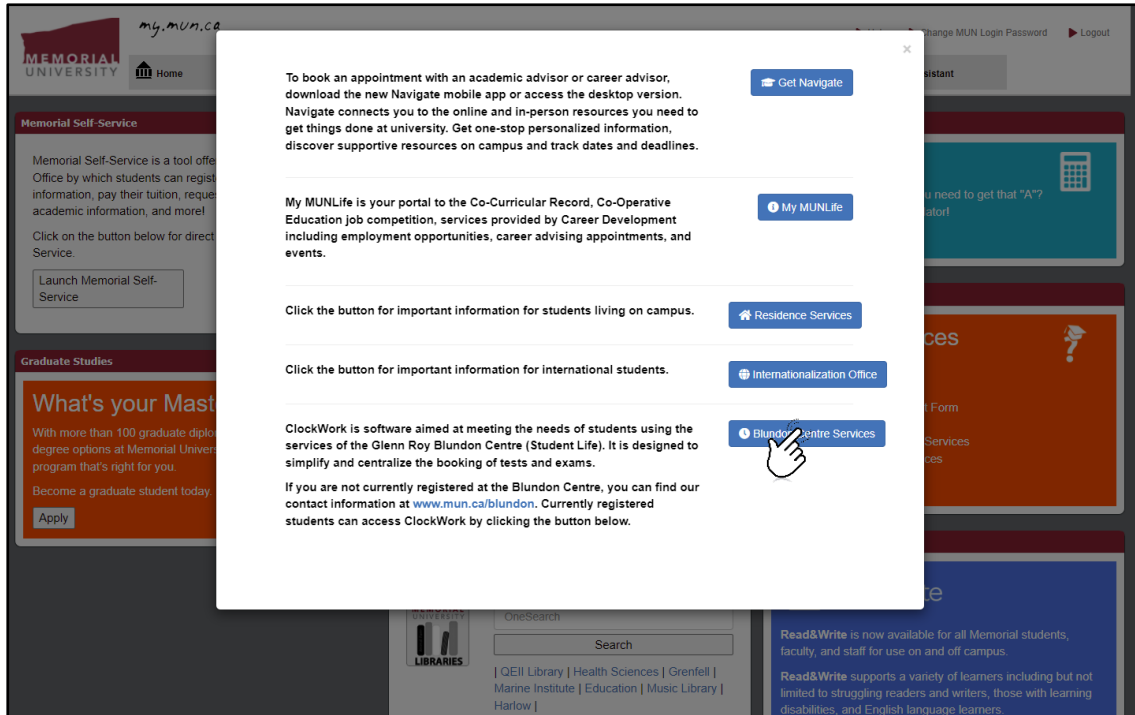 my.mun.ca
MEMORIAL
UNIVERSITY
Home
Change MUN Login Password
Logout
sistant
×
To book an appointment with an academic advisor or career advisor,
download the new Navigate mobile app or access the desktop version.
Navigate connects you to the online and in-person resources you need to
get things done at university. Get one-stop personalized information,
discover supportive resources on campus and track dates and deadlines.
Get Navigate
My MUNLife is your portal to the Co-Curricular Record, Co-Operative
Education job competition, services provided by Career Development
including employment opportunities, career advising appointments, and
events.
My MUNLife
Click the button for important information for students living on campus.
Residence Services
Click the button for important information for international students.
Internationalization Office
ClockWork is software aimed at meeting the needs of students using the
services of the Glenn Roy Blundon Centre (Student Life). It is designed to
simplify and centralize the booking of tests and exams.
If you are not currently registered at the Blundon Centre, you can find our
contact information at www.mun.ca/blundon. Currently registered
students can access ClockWork by clicking the button below.
Blundon Centre Services
Memorial Self-Service
Memorial Self-Service is a tool offe
Office by which students can regist
information, pay their tuition, reque
academic information, and more!
Click on the button below for direct
Service.
Launch Memorial Self-
Service
Graduate Studies
What's your Mast
With more than 100 graduate diplo
degree options at Memorial Univers
program that's right for you.
Become a graduate student today.
Apply
u need to get that "A"?
lator!
ces
t Form
Services
ces
MEMORIAL
UNIVERSITY
LIBRARIES
OneSearch
Search
| QEII Library | Health Sciences | Grenfell |
Marine Institute | Education | Music Library |
Harlow |
te
Read&Write is now available for all Memorial students,
faculty, and staff for use on and off campus.
Read&Write supports a variety of learners including but not
limited to struggling readers and writers, those with learning
disabilities, and English language learners.